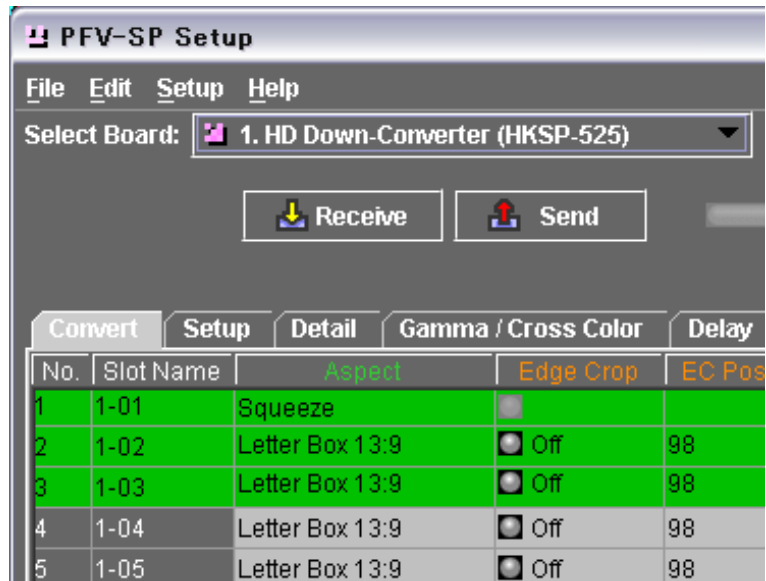 PFV-SP Setup
File Edit Setup Help
Select Board: 1. HD Down-Converter (HKSP-525)
Receive Send
Convert Setup Detail Gamma / Cross Color Delay
No. Slot Name Aspect Edge Crop EC Pos
1 1-01 Squeeze
2 1-02 Letter Box 13:9 Off 98
3 1-03 Letter Box 13:9 Off 98
4 1-04 Letter Box 13:9 Off 98
5 1-05 Letter Box 13:9 Off 98